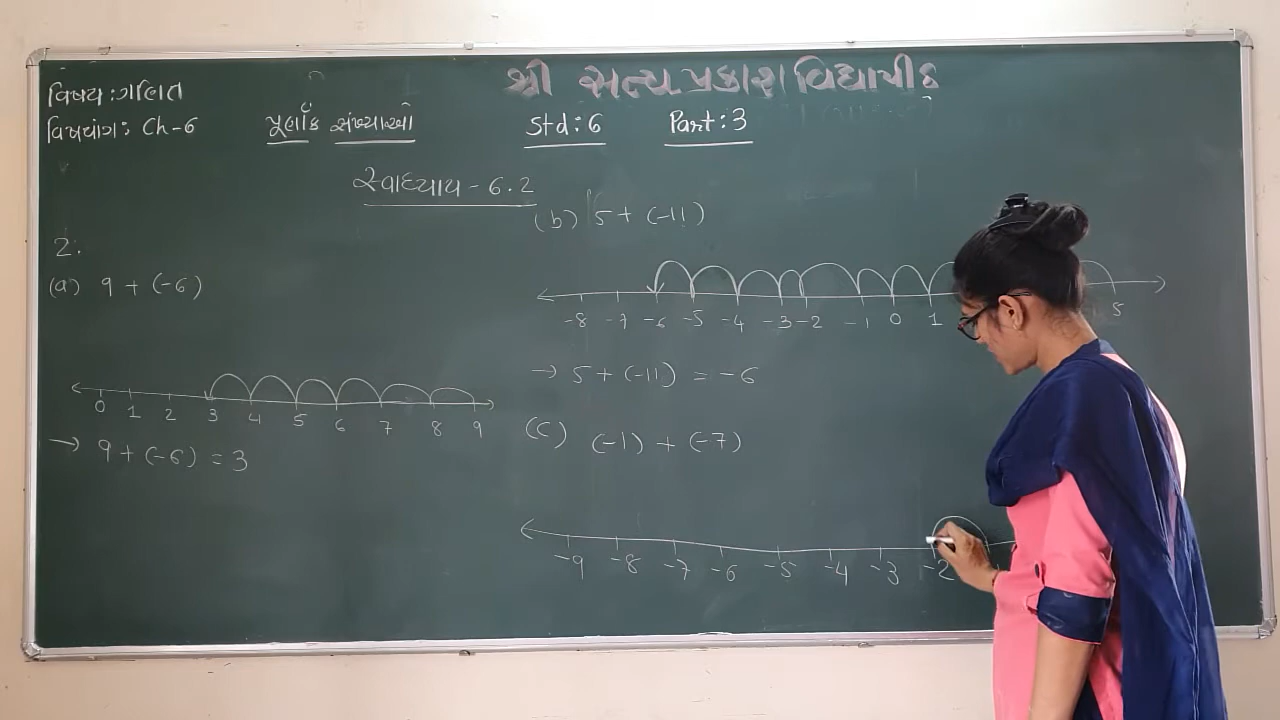 શ્રી સત્ય પ્રકાશ વિદ્યાપીઠ
વિષય : ગણિત
વિષયાંગ : Ch-6 પૂર્ણાંક સંખ્યાઓ Std : 6 Part : 3
સ્વાધ્યાય - 6.2
2.
(a) 9 + (-6)
0 1 2 3 4 5 6 7 8 9
→ 9 + (-6) = 3
(b) 5 + (-11)
-8 -7 -6 -5 -4 -3 -2 -1 0 1 5
→ 5 + (-11) = -6
(c) (-1) + (-7)
-9 -8 -7 -6 -5 -4 -3 -2